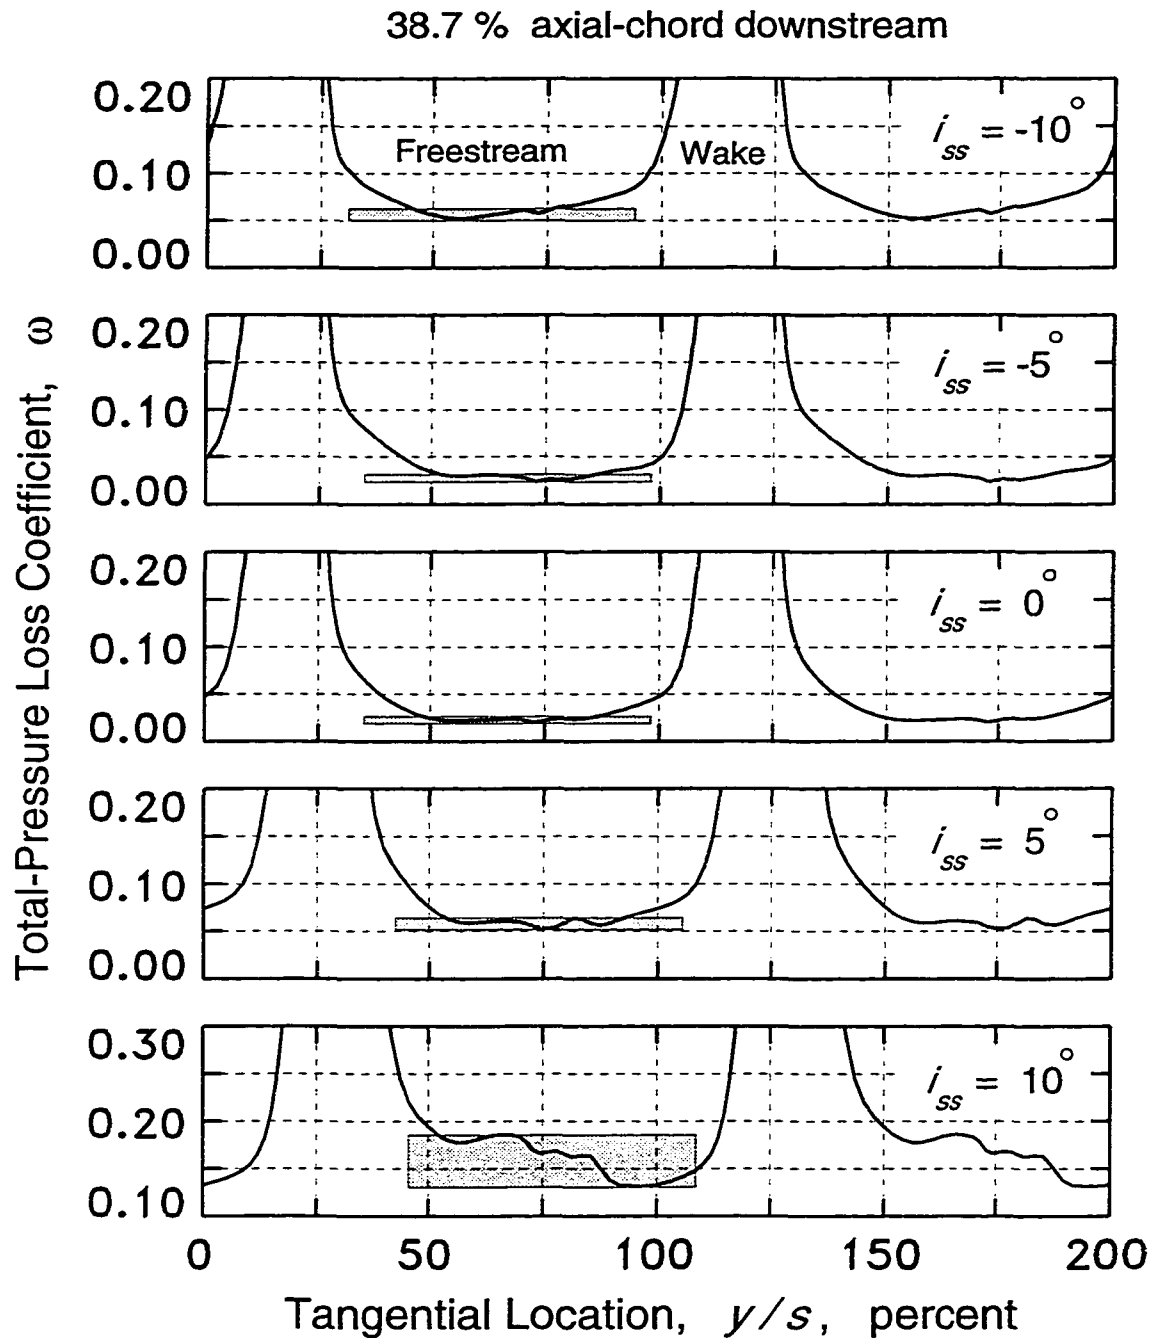 38.7 % axial-chord downstream
Total-Pressure Loss Coefficient, ω
0.20
0.10
0.00
Freestream
Wake
i_ss = -10°
0.20
0.10
0.00
i_ss = -5°
0.20
0.10
0.00
i_ss = 0°
0.20
0.10
0.00
i_ss = 5°
0.30
0.20
0.10
i_ss = 10°
0 50 100 150 200
Tangential Location, y/s, percent